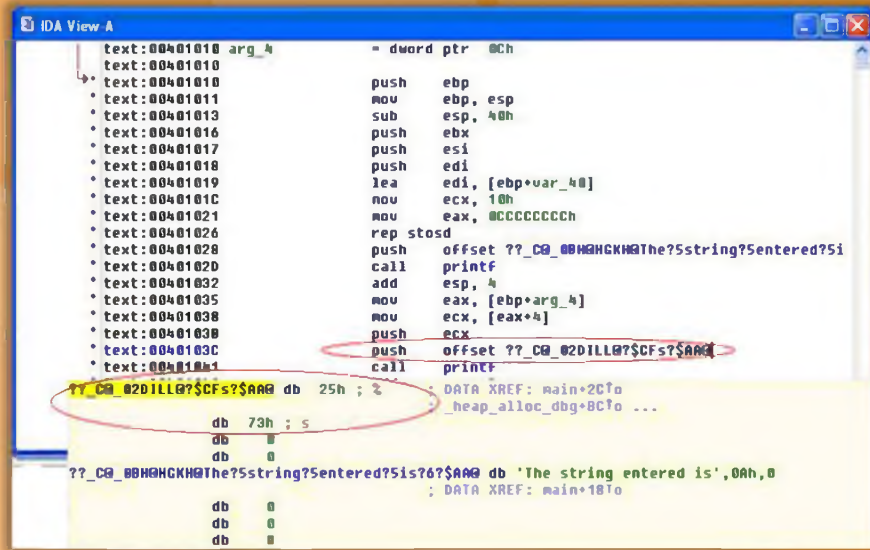 IDA View-A
text:00401010 arg_4 = dword ptr 0Ch
text:00401010
text:00401010 push ebp
text:00401011 mov ebp, esp
text:00401013 sub esp, 40h
text:00401016 push ebx
text:00401017 push esi
text:00401018 push edi
text:00401019 lea edi, [ebp+var_40]
text:0040101C mov ecx, 10h
text:00401021 mov eax, 0CCCCCCCCh
text:00401026 rep stosd
text:00401028 push offset ??_C@_0BH@HGKH@The?5string?5entered?5i
text:0040102D call printf
text:00401032 add esp, 4
text:00401035 mov eax, [ebp+arg_4]
text:00401038 mov ecx, [eax+4]
text:0040103B push ecx
text:0040103C push offset ??_C@_02DILL@?$CFs?$AA@
text:00401041 call printf
??_C@_02DILL@?$CFs?$AA@ db 25h ; % ; DATA XREF: main+2C↑o
; _heap_alloc_dbg+BC↑o ...
db 73h ; s
db 0
db 0
??_C@_0BH@HGKH@The?5string?5entered?5is?6?$AA@ db 'The string entered is',0Ah,0
; DATA XREF: main+18↑o
db 0
db 0
db 0